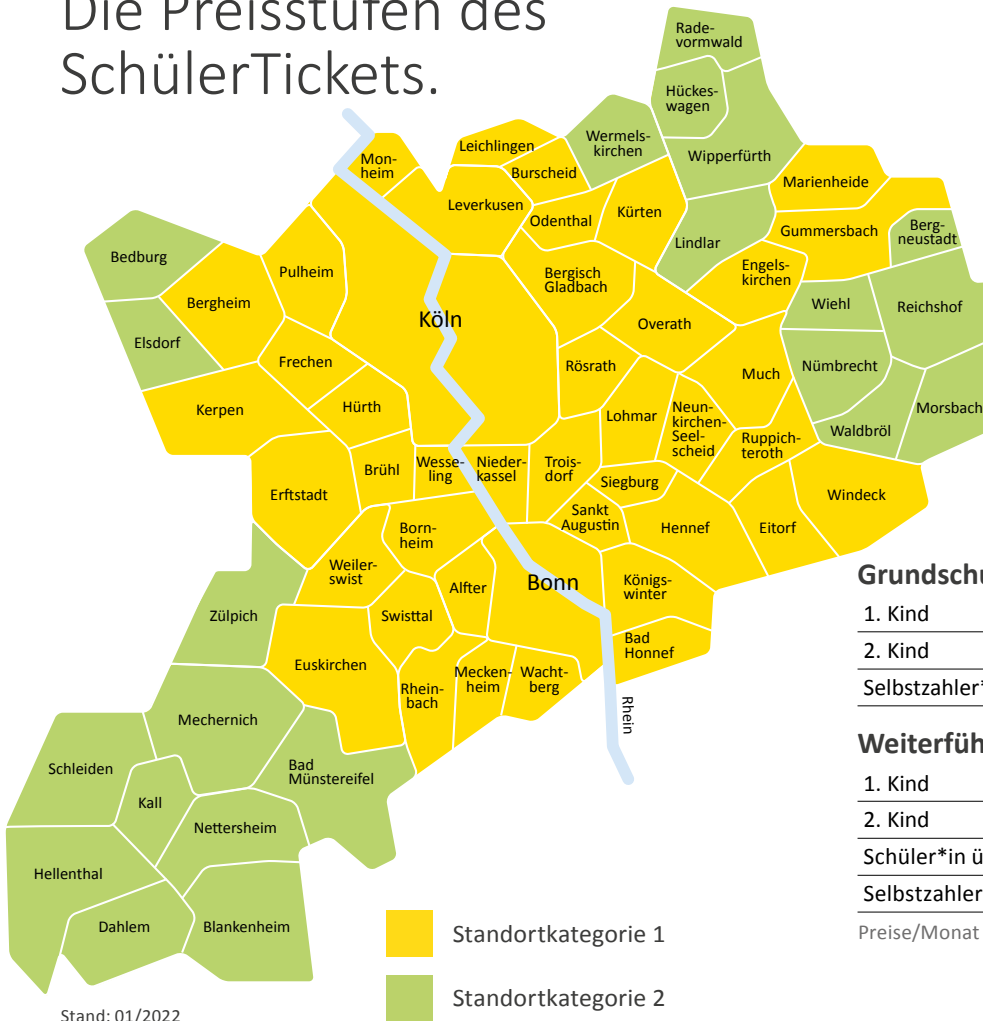 Die Preisstufen des
SchülerTickets.
Rade-
vormwald
Hückes-
wagen
Wermels-
kirchen
Wipperfürth
Leichlingen
Mon-
heim
Burscheid
Marienheide
Leverkusen
Odenthal
Kürten
Gummersbach
Berg-
neustadt
Lindlar
Bedburg
Pulheim
Bergisch
Gladbach
Engels-
kirchen
Bergheim
Wiehl
Reichshof
Köln
Overath
Elsdorf
Frechen
Rösrath
Much
Nümbrecht
Kerpen
Hürth
Lohmar
Neun-
kirchen-
Seel-
scheid
Morsbach
Waldbröl
Ruppich-
teroth
Brühl
Wesse-
ling
Nieder-
kassel
Trois-
dorf
Siegburg
Erftstadt
Windeck
Sankt
Augustin
Hennef
Eitorf
Born-
heim
Weiler-
swist
Alfter
Bonn
Königs-
winter
Zülpich
Swisttal
Bad
Honnef
Euskirchen
Rhein-
bach
Mecken-
heim
Wacht-
berg
Rhein
Mechernich
Schleiden
Bad
Münstereifel
Kall
Nettersheim
Hellenthal
Dahlem
Blankenheim
Standortkategorie 1
Standortkategorie 2
Stand: 01/2022
Grundschu
1. Kind
2. Kind
Selbstzahler*
Weiterfüh
1. Kind
2. Kind
Schüler*in ü
Selbstzahler
Preise/Monat